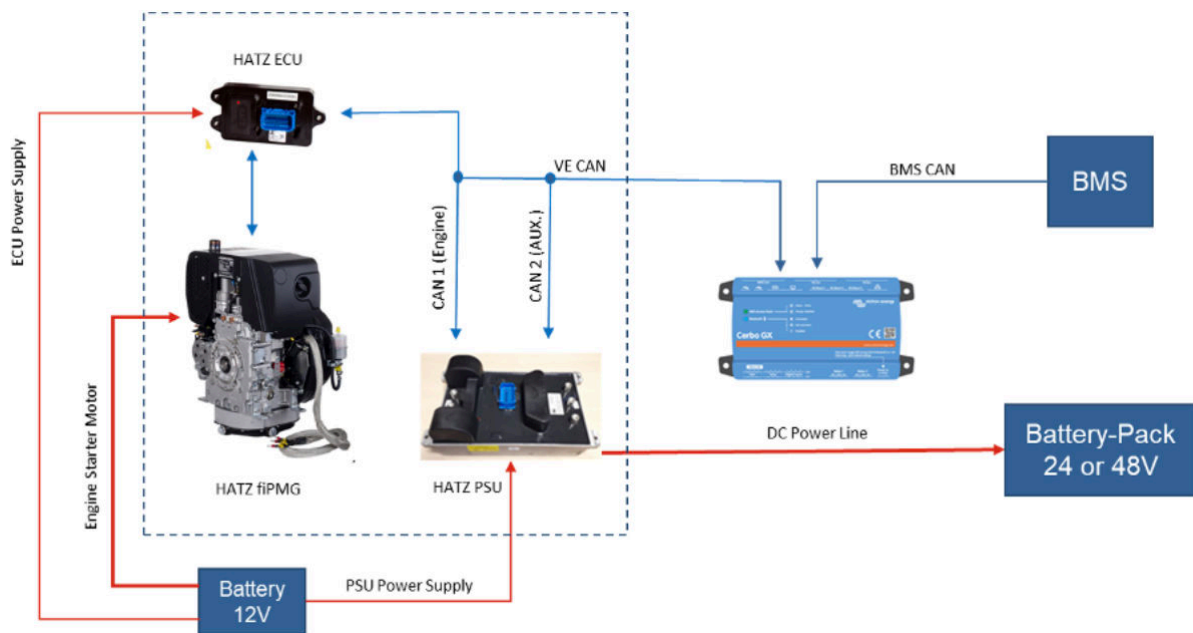 HATZ ECU
ECU Power Supply
VE CAN
BMS CAN
BMS
CAN 1 (Engine)
CAN 2 (AUX.)
Cerbo GX
Engine Starter Motor
HATZ fiPMG
HATZ PSU
DC Power Line
Battery-Pack
24 or 48V
Battery
12V
PSU Power Supply